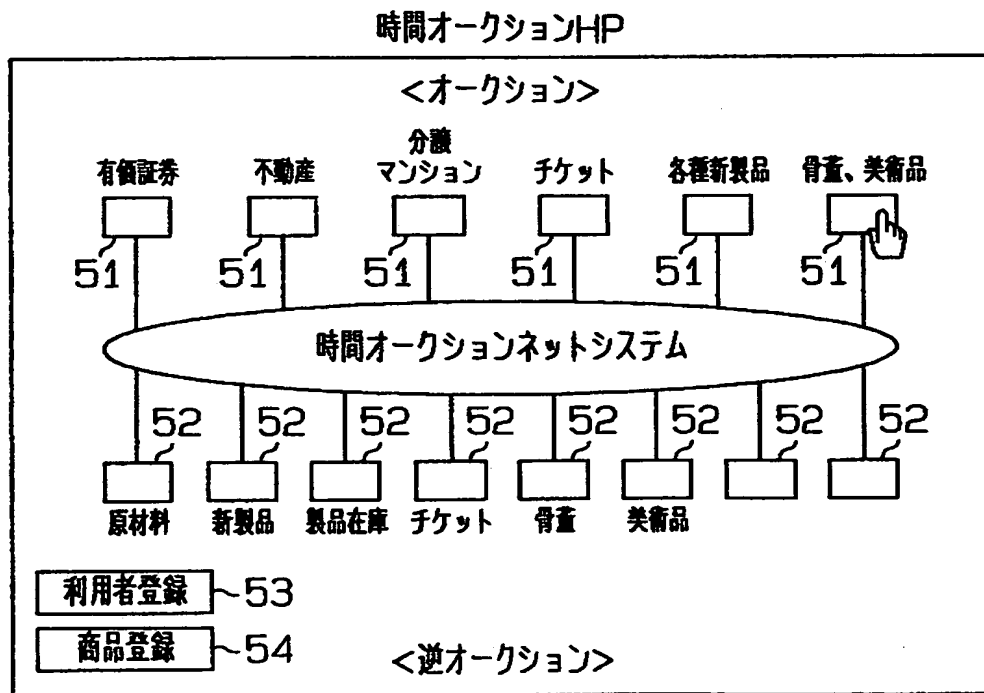 時間オークションHP
<オークション>
有価証券
不動産
分譲
マンション
チケット
各種新製品
骨董、美術品
51 51 51 51 51 51
時間オークションネットシステム
52 52 52 52 52 52 52 52
原材料
新製品
製品在庫
チケット
骨董
美術品
利用者登録 53
商品登録 54
<逆オークション>